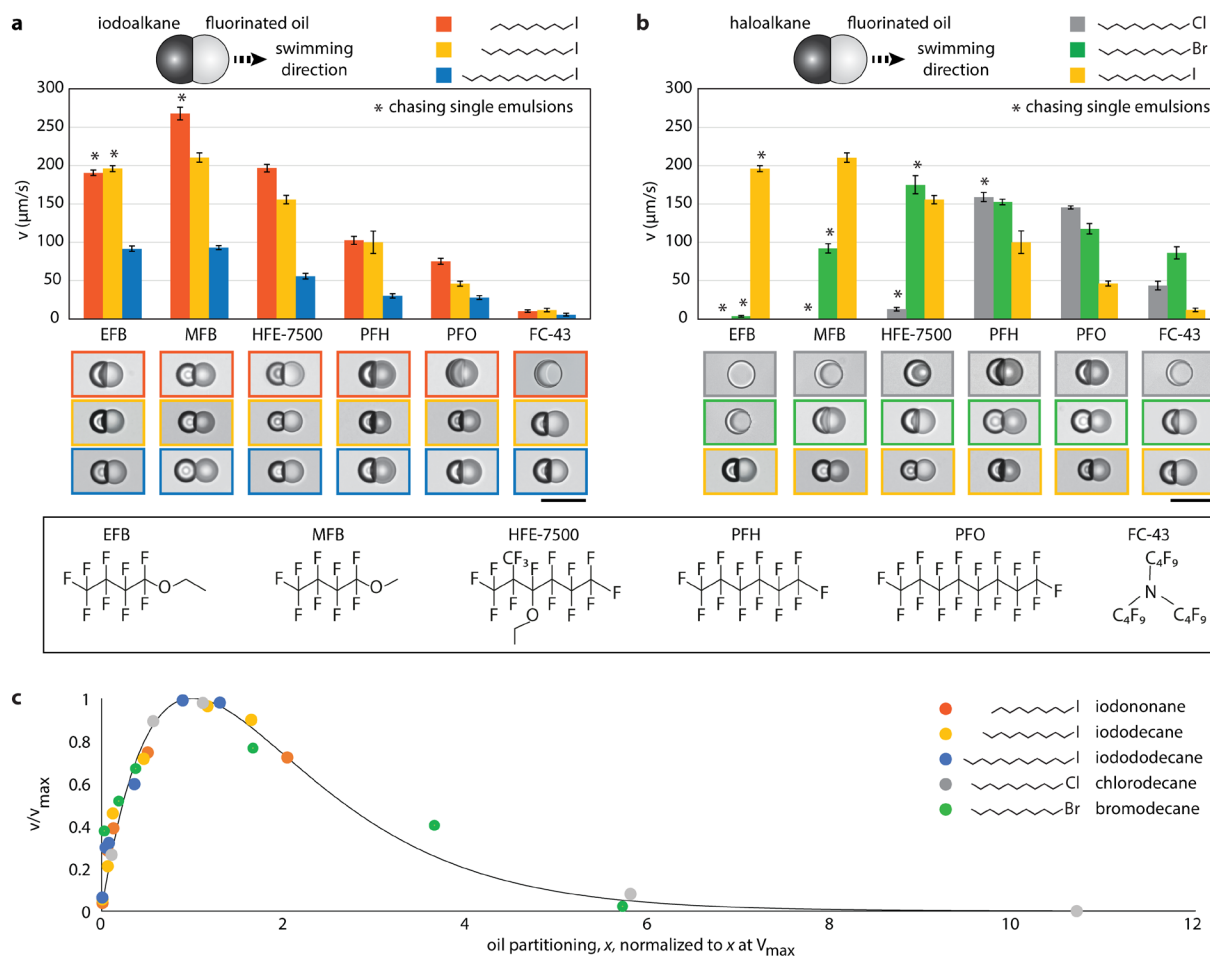 a
iodoalkane fluorinated oil
swimming
direction
I
I
I
* chasing single emulsions
v (µm/s)
300
250
200
150
100
50
0
* * *
EFB MFB HFE-7500 PFH PFO FC-43
b
haloalkane fluorinated oil
swimming
direction
Cl
Br
I
* chasing single emulsions
v (µm/s)
300
250
200
150
100
50
0
* * * * * * * * *
EFB MFB HFE-7500 PFH PFO FC-43
EFB MFB HFE-7500 PFH PFO FC-43
F F F F F F F F F O
F F F F F F F F F O
F CF₃ F F F F F F F F F F O F
F F F F F F F F F F F F F F
F F F F F F F F F F F F F F F F F F
C₄F₉
N
C₄F₉ C₄F₉
c
v/vmax
1
0.8
0.6
0.4
0.2
0
0 2 4 6 8 10 12
oil partitioning, x, normalized to x at Vmax
I iodononane
I iododecane
I iodododecane
Cl chlorodecane
Br bromodecane